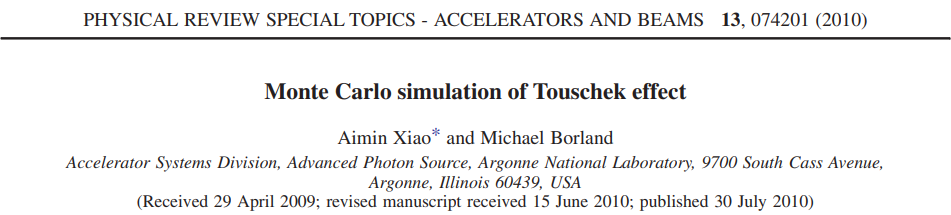 PHYSICAL REVIEW SPECIAL TOPICS - ACCELERATORS AND BEAMS 13, 074201 (2010)
Monte Carlo simulation of Touschek effect
Aimin Xiao* and Michael Borland
Accelerator Systems Division, Advanced Photon Source, Argonne National Laboratory, 9700 South Cass Avenue,
Argonne, Illinois 60439, USA
(Received 29 April 2009; revised manuscript received 15 June 2010; published 30 July 2010)